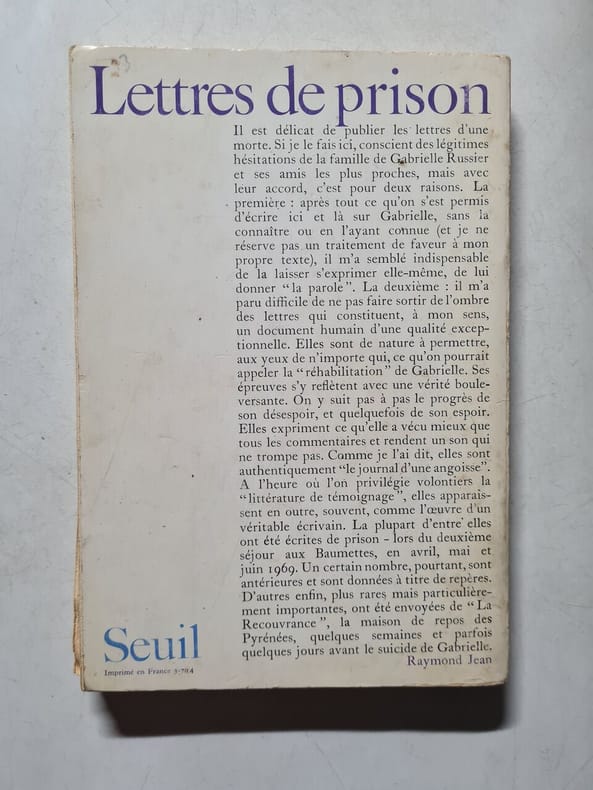 Lettres de prison
Il est délicat de publier les lettres d'une
morte. Si je le fais ici, conscient des légitimes
hésitations de la famille de Gabrielle Russier
et ses amis les plus proches, mais avec
leur accord, c'est pour deux raisons. La
première : après tout ce qu'on s'est permis
d'écrire ici et là sur Gabrielle, sans la
connaître ou en l'ayant connue (et je ne
réserve pas un traitement de faveur à mon
propre texte), il m'a semblé indispensable
de la laisser s'exprimer elle-même, de lui
donner "la parole". La deuxième : il m'a
paru difficile de ne pas faire sortir de l'ombre
des lettres qui constituent, à mon sens,
un document humain d'une qualité excep-
tionnelle. Elles sont de nature à permettre,
aux yeux de n'importe qui, ce qu'on pourrait
appeler la "réhabilitation" de Gabrielle. Ses
épreuves s'y reflètent avec une vérité boule-
versante. On y suit pas à pas le progrès de
son désespoir, et quelquefois de son espoir.
Elles expriment ce qu'elle a vécu mieux que
tous les commentaires et rendent un son qui
ne trompe pas. Comme je l'ai dit, elles sont
authentiquement "le journal d'une angoisse".
A l'heure où l'on privilégie volontiers la
"littérature de témoignage", elles apparais-
sent en outre, souvent, comme l'œuvre d'un
véritable écrivain. La plupart d'entre elles
ont été écrites de prison – lors du deuxième
séjour aux Baumettes, en avril, mai et
juin 1969. Un certain nombre, pourtant, sont
antérieures et sont données à titre de repères.
D'autres enfin, plus rares mais particulière-
ment importantes, ont été envoyées de "La
Recouvrance", la maison de repos des
Pyrénées, quelques semaines et parfois
quelques jours avant le suicide de Gabrielle.
Raymond Jean
Seuil
Imprimé en France 3-70.4